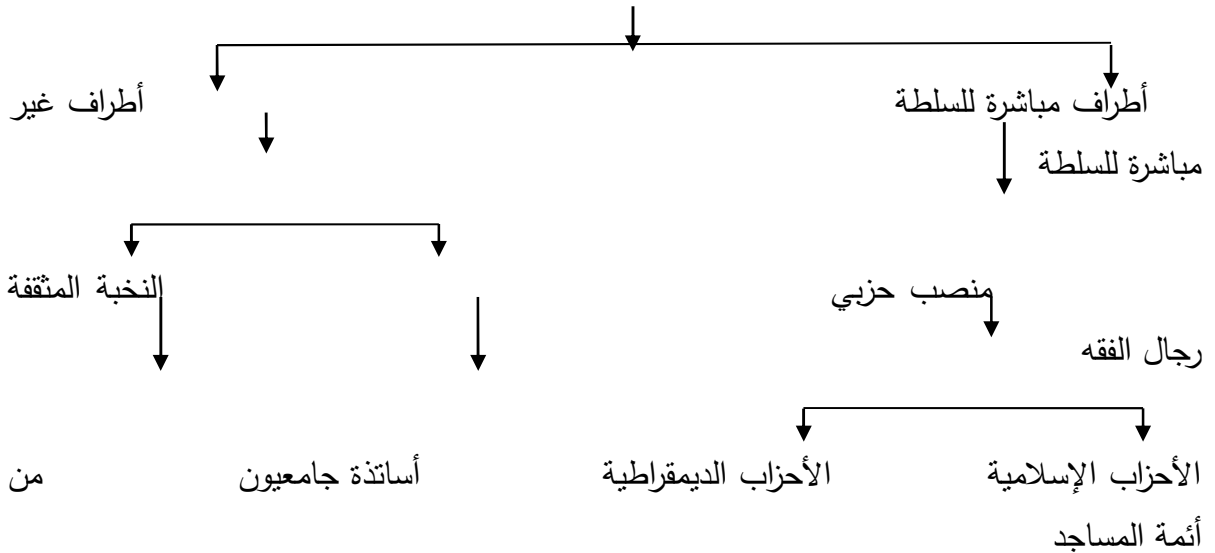 أطراف مباشرة للسلطة أطراف غير
مباشرة للسلطة
منصب حزبي النخبة المثقفة
رجال الفقه
الأحزاب الإسلامية الأحزاب الديمقراطية أساتذة جامعيون من
أئمة المساجد